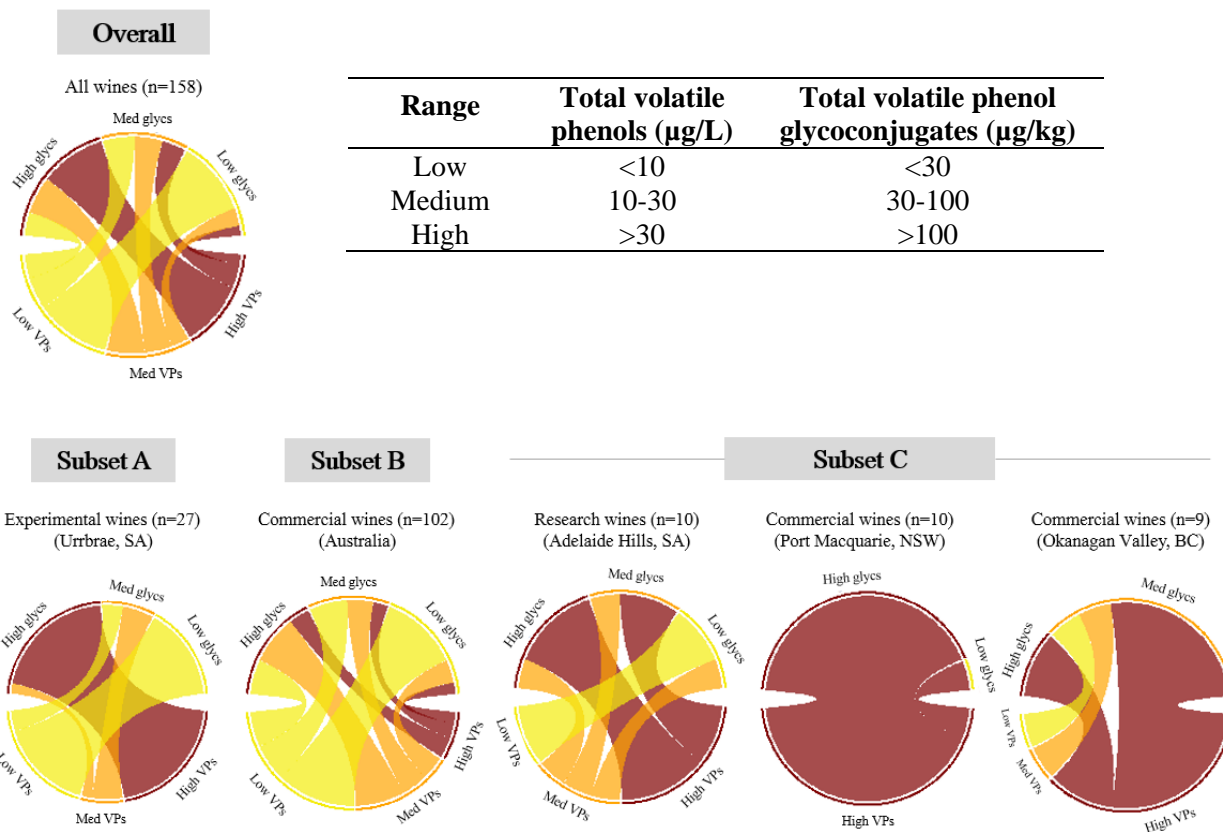 Overall
All wines (n=158)
Med glycs
High glycs
Low glycs
Low VPs
High VPs
Med VPs
Range
Total volatile
phenols (µg/L)
Total volatile phenol
glycoconjugates (µg/kg)
Low <10 <30
Medium 10-30 30-100
High >30 >100
Subset A
Subset B
Subset C
Experimental wines (n=27)
(Urrbrae, SA)
Med glycs
High glycs
Low glycs
Low VPs
High VPs
Med VPs
Commercial wines (n=102)
(Australia)
Med glycs
High glycs
Low glycs
Low VPs
High VPs
Med VPs
Research wines (n=10)
(Adelaide Hills, SA)
Med glycs
High glycs
Low glycs
Low VPs
High VPs
Med VPs
Commercial wines (n=10)
(Port Macquarie, NSW)
High glycs
Low glycs
High VPs
Commercial wines (n=9)
(Okanagan Valley, BC)
Med glycs
High glycs
Low VPs
Med VPs
High VPs